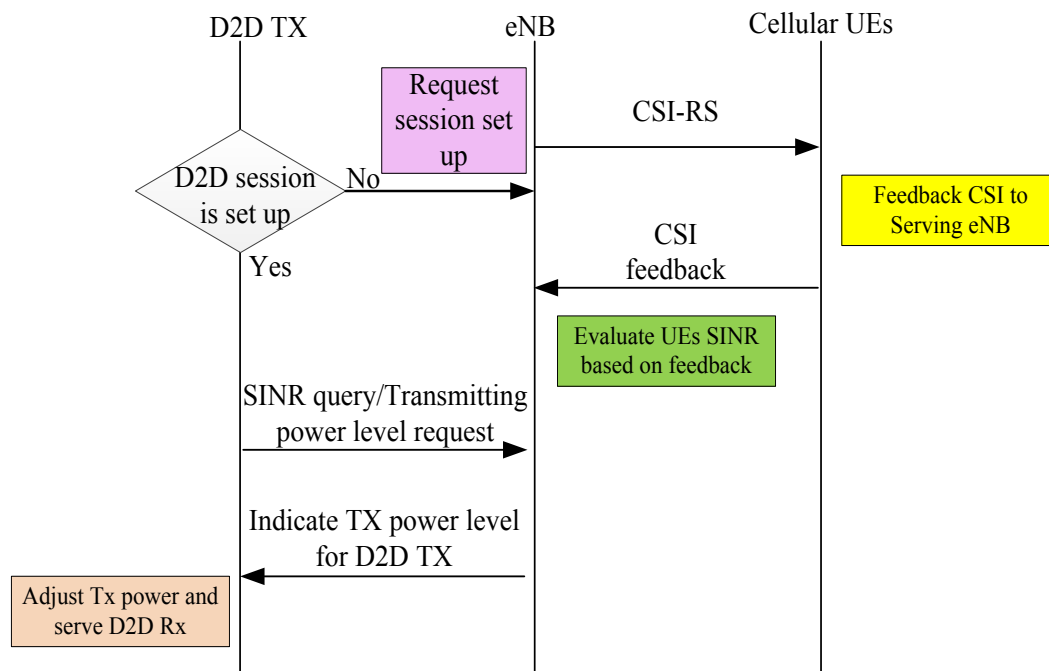 D2D TX
eNB
Cellular UEs
Request
session set
up
CSI-RS
D2D session
is set up
No
Feedback CSI to
Serving eNB
CSI
feedback
Yes
Evaluate UEs SINR
based on feedback
SINR query/Transmitting
power level request
Indicate TX power level
for D2D TX
Adjust Tx power and
serve D2D Rx